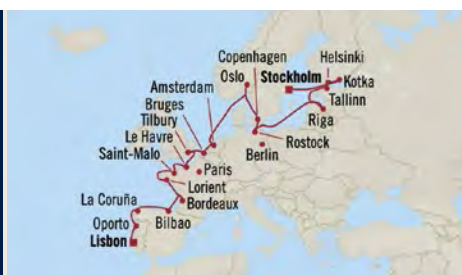 Copenhagen
Helsinki
Oslo
Stockholm
Kotka
Amsterdam
Tallinn
Bruges
Riga
Tilbury
Rostock
Le Havre
Berlin
Saint-Malo
Paris
Lorient
Bordeaux
La Coruña
Bilbao
Oporto
Lisbon